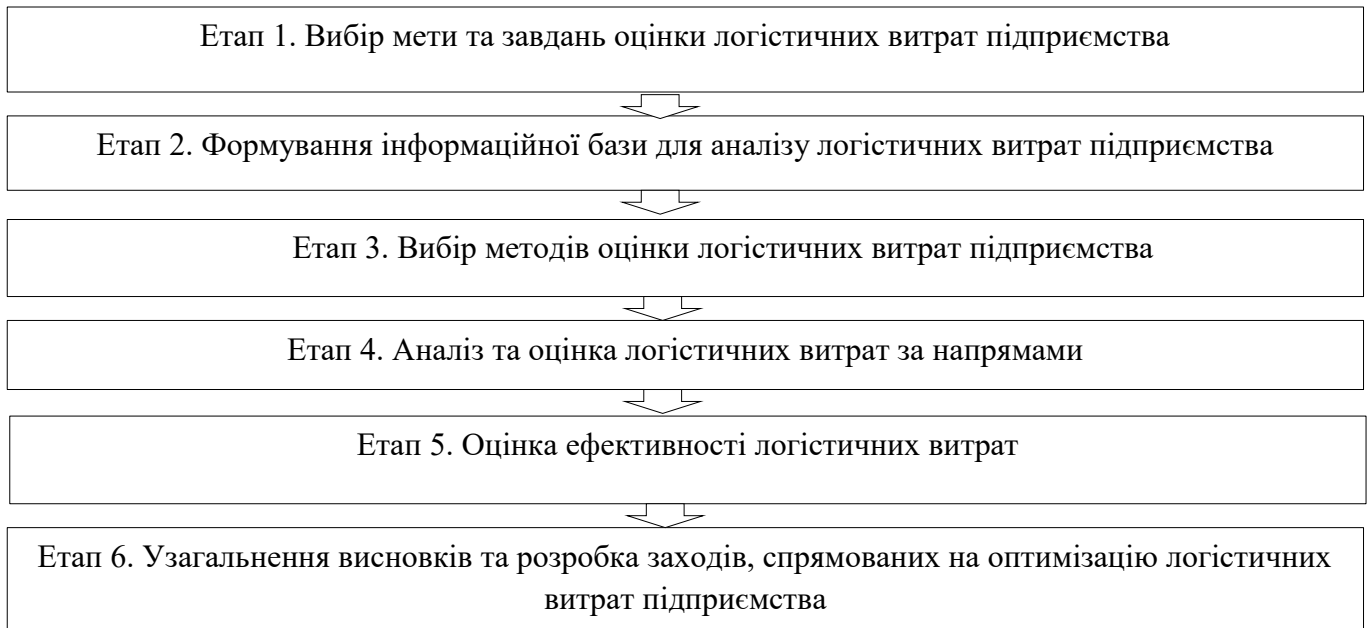 Етап 1. Вибір мети та завдань оцінки логістичних витрат підприємства
Етап 2. Формування інформаційної бази для аналізу логістичних витрат підприємства
Етап 3. Вибір методів оцінки логістичних витрат підприємства
Етап 4. Аналіз та оцінка логістичних витрат за напрямами
Етап 5. Оцінка ефективності логістичних витрат
Етап 6. Узагальнення висновків та розробка заходів, спрямованих на оптимізацію логістичних
витрат підприємства